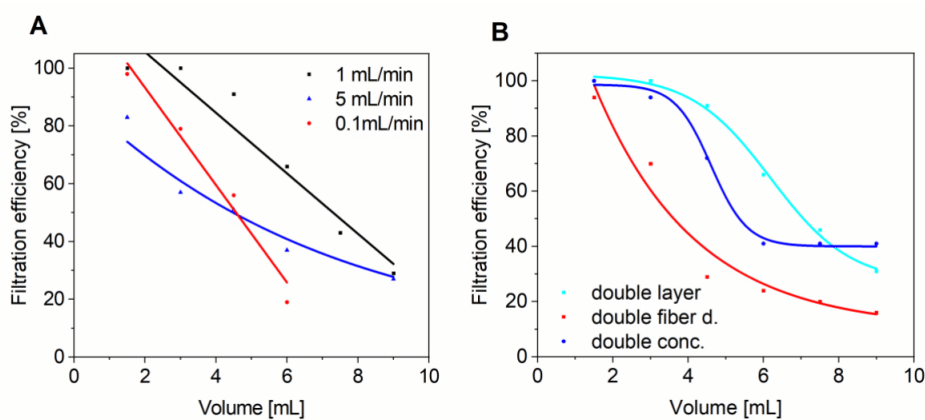 A
Filtration efficiency [%]
100
80
60
40
20
0
1 mL/min
5 mL/min
0.1mL/min
0
2
4
6
8
10
Volume [mL]
B
Filtration efficiency [%]
100
80
60
40
20
0
double layer
double fiber d.
double conc.
0
2
4
6
8
10
Volume [mL]